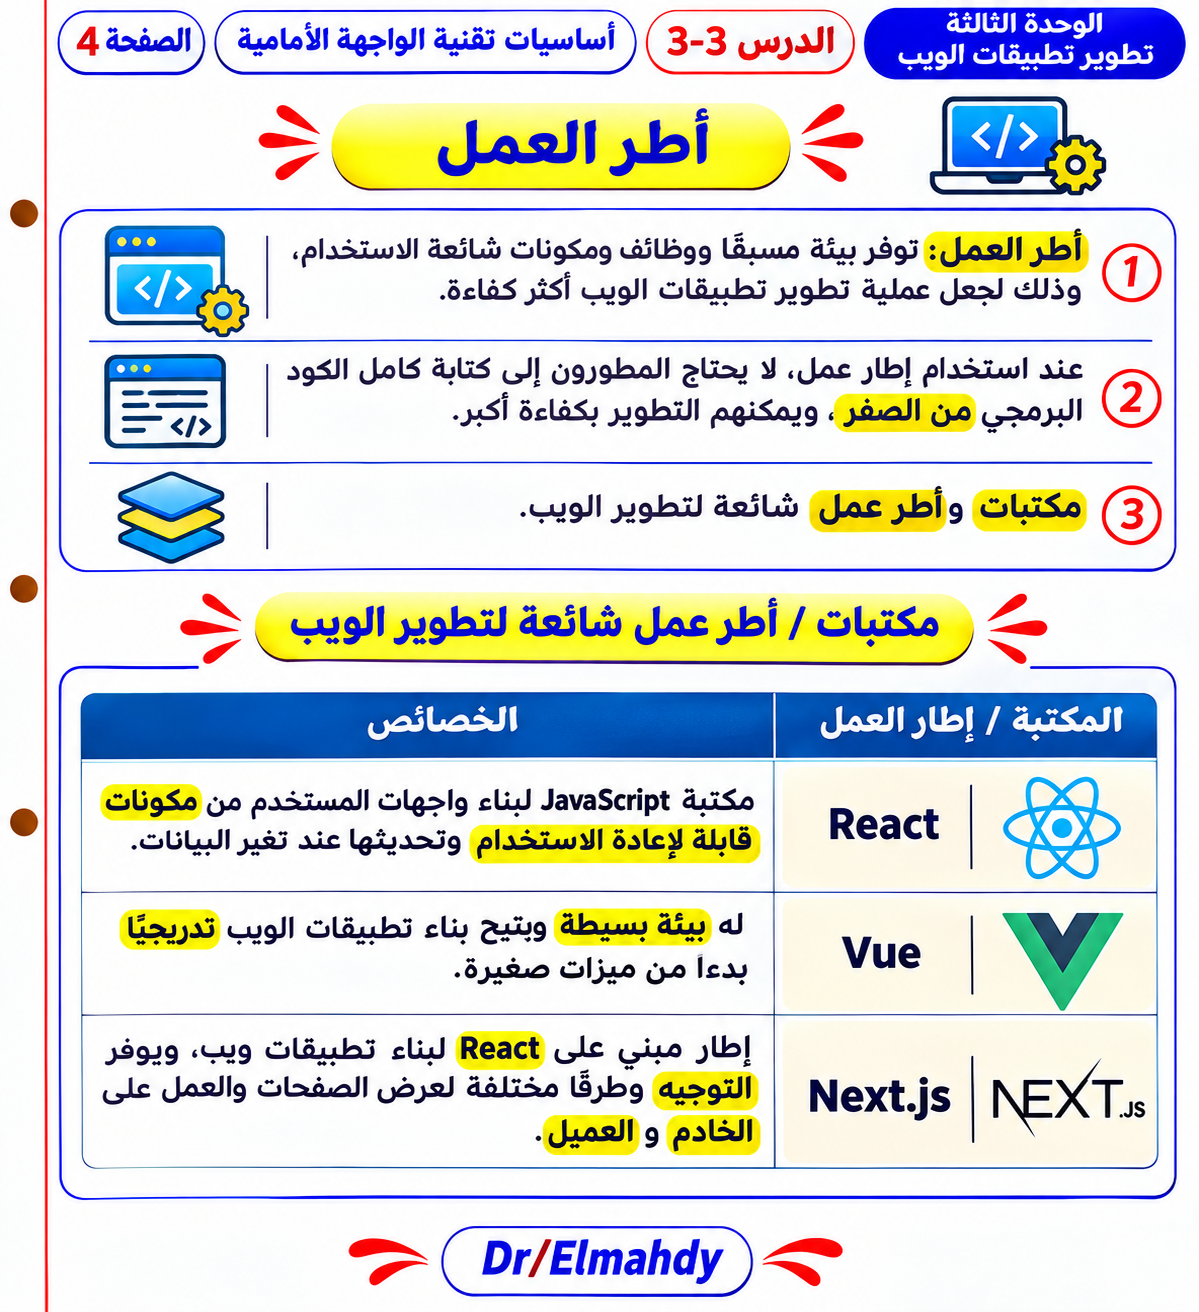 الوحدة الثالثة
تطوير تطبيقات الويب
الدرس 3-3
أساسيات تقنية الواجهة الأمامية
الصفحة 4
</>
أطر العمل
1
أطر العمل: توفر بيئة مسبقًا ووظائف ومكونات شائعة الاستخدام،
وذلك لجعل عملية تطوير تطبيقات الويب أكثر كفاءة.
</>
2
عند استخدام إطار عمل، لا يحتاج المطورون إلى كتابة كامل الكود
البرمجي من الصفر، ويمكنهم التطوير بكفاءة أكبر.
</>
3
مكتبات وأطر عمل شائعة لتطوير الويب.
مكتبات / أطر عمل شائعة لتطوير الويب
المكتبة / إطار العمل
الخصائص
React
مكتبة JavaScript لبناء واجهات المستخدم من مكونات
قابلة لإعادة الاستخدام وتحديثها عند تغير البيانات.
Vue
له بيئة بسيطة ويتيح بناء تطبيقات الويب تدريجيًا
بدءاً من ميزات صغيرة.
NEXT.JS
Next.js
إطار مبني على React لبناء تطبيقات ويب، ويوفر
التوجيه وطرقًا مختلفة لعرض الصفحات والعمل على
الخادم و العميل.
Dr/Elmahdy